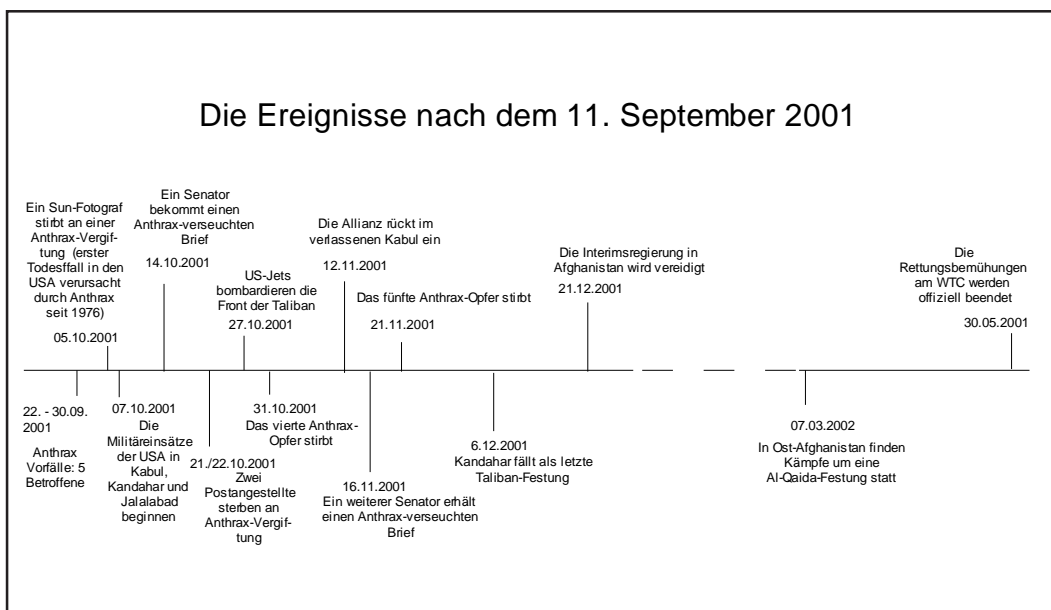 Die Ereignisse nach dem 11. September 2001
Ein Sun-Fotograf
stirbt an einer
Anthrax-Vergif-
tung (erster
Todesffall in den
USA verursacht
durch Anthrax
seit 1976)
05.10.2001
Ein Senator
bekommt einen
Anthrax-verseuchten
Brief
14.10.2001
US-Jets
bombardieren die
Front der Taliban
27.10.2001
Die Allianz rückt im
verlassenen Kabul ein
12.11.2001
Das fünfte Anthrax-Opfer stirbt
21.11.2001
Die Interimsregierung in
Afghanistan wird vereidigt
21.12.2001
Die
Rettungsbemühungen
am WTC werden
offiziell beendet
30.05.2001
22. - 30.09.
2001
Anthrax
Vorfälle: 5
Betroffene
07.10.2001
Die
Militäreinsätze
der USA in
Kabul,
Kandahar und
Jalalabad
beginnen
21./22.10.2001
Zwei
Postangestellte
sterben an
Anthrax-Vergif-
tung
31.10.2001
Das vierte Anthrax-
Opfer stirbt
16.11.2001
Ein weiterer Senator erhält
einen Anthrax-verseuchten
Brief
6.12.2001
Kandahar fällt als letzte
Taliban-Festung
07.03.2002
In Ost-Afghanistan finden
Kämpfe um eine
Al-Qaida-Festung statt